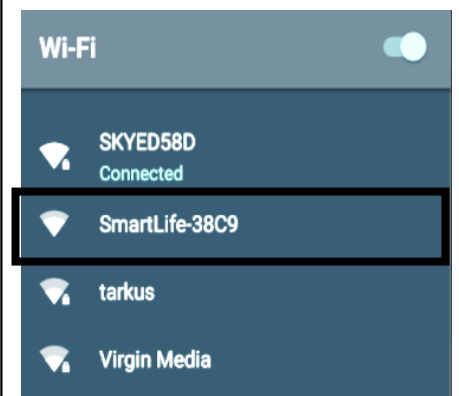 Wi-Fi
SKYED58D
Connected
SmartLife-38C9
tarkus
Virgin Media